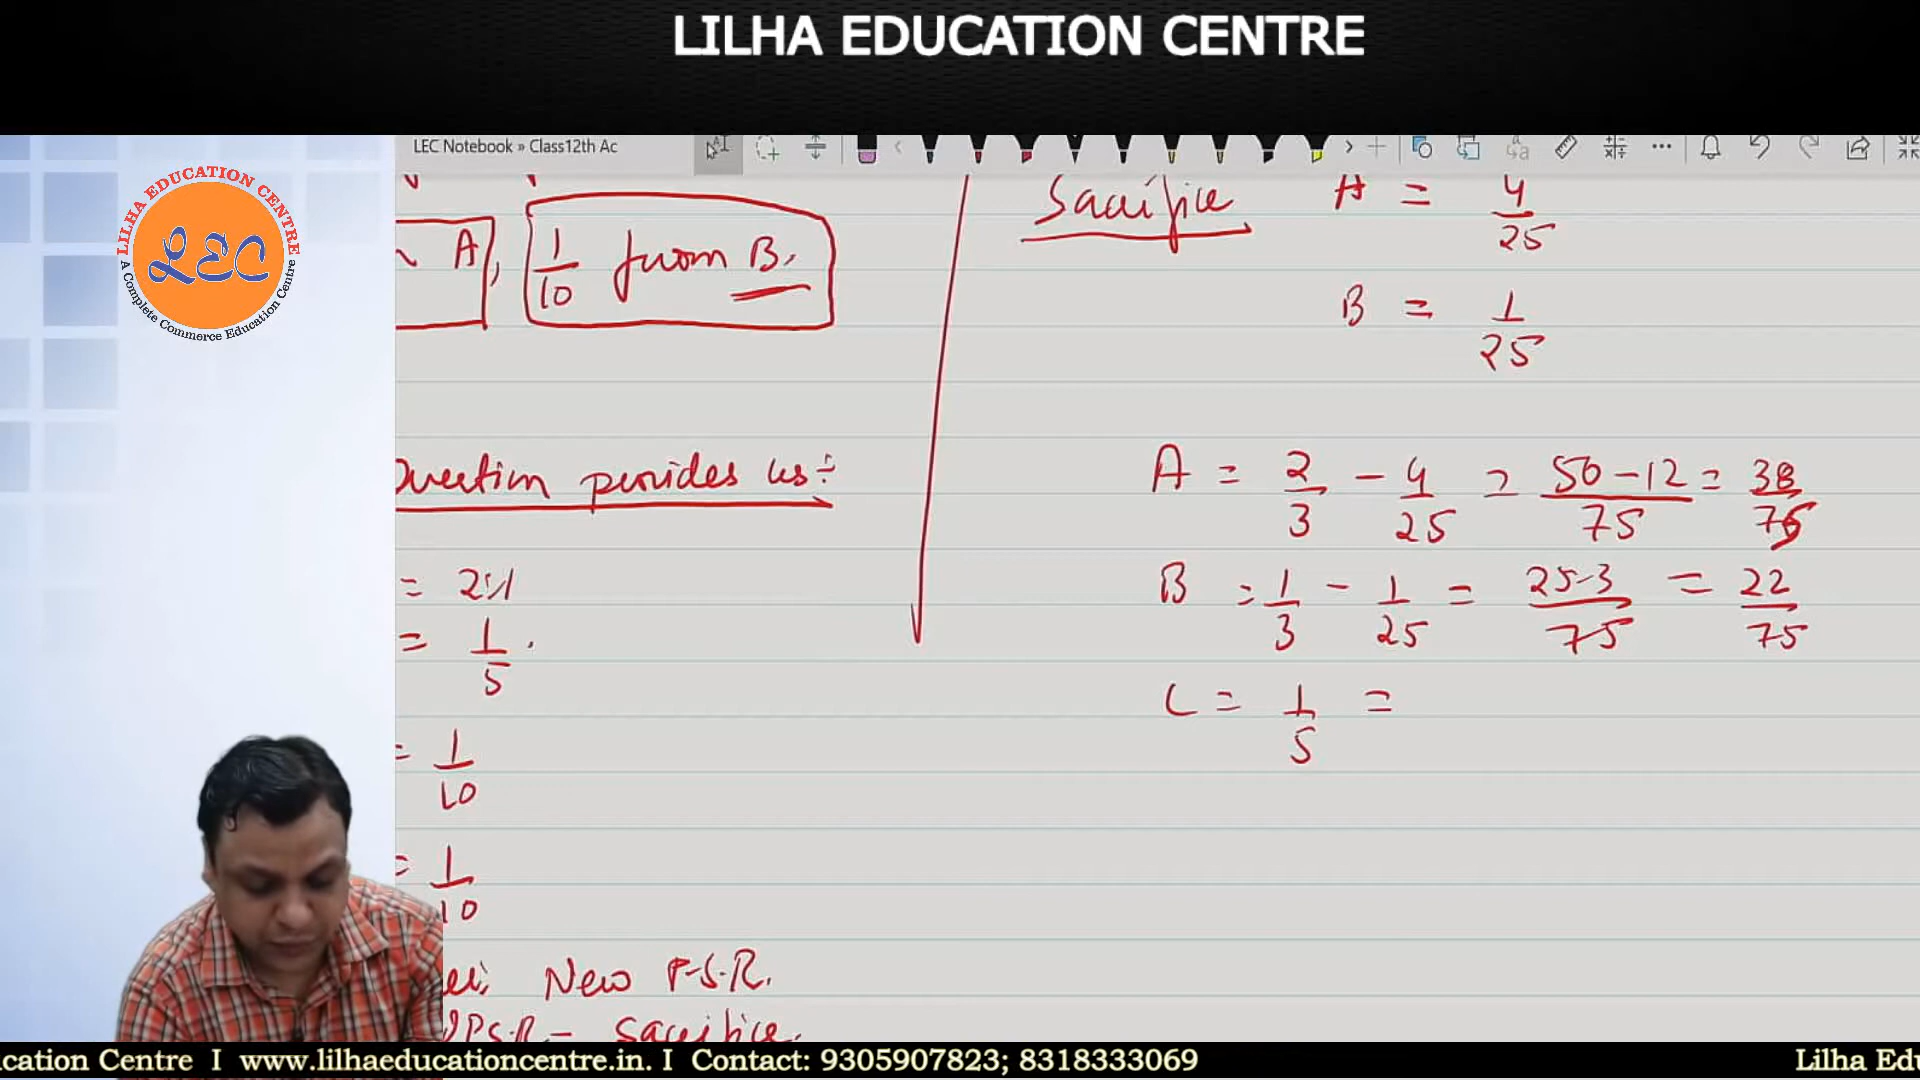 LILHA EDUCATION CENTRE
LEC Notebook » Class12th Ac
LILHA EDUCATION CENTRE
LEC
A Complete Commerce Education Centre
A, 1/10 from B.
Question provides us:-
= 2:1
= 1/5.
= 1/10
= 1/10
New P.S.R.
O P.S.R - Sacrifice.
Sacrifice A = 4/25
B = 1/25
A = 2/3 - 4/25 = 50-12/75 = 38/75
B = 1/3 - 1/25 = 25-3/75 = 22/75
C = 1/5 =
cation Centre I www.lilhaeducationcentre.in. I Contact: 9305907823; 8318333069
Lilha Edu